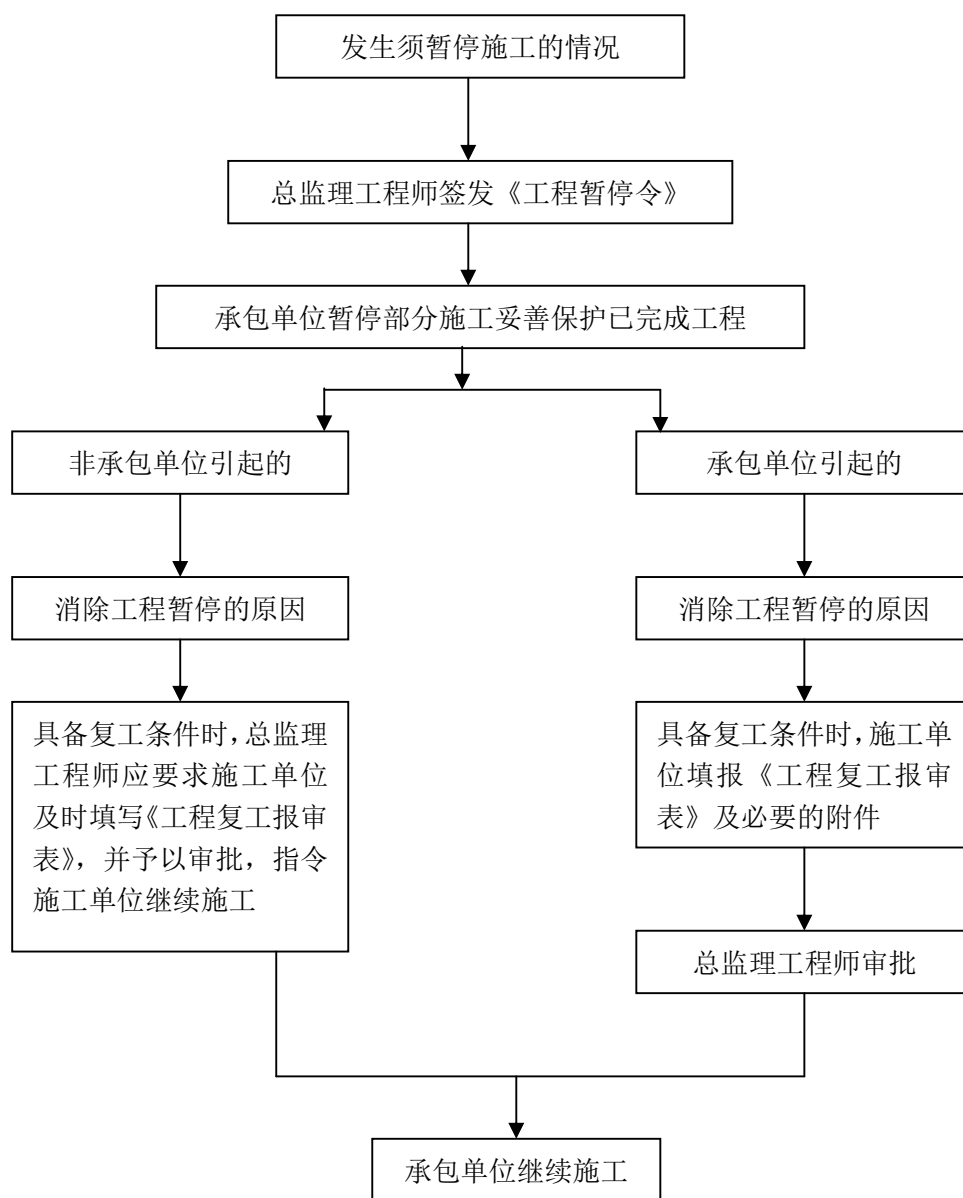 发生须暂停施工的情况
总监理工程师签发《工程暂停令》
承包单位暂停部分施工妥善保护已完成工程
非承包单位引起的
承包单位引起的
消除工程暂停的原因
消除工程暂停的原因
具备复工条件时，总监理
工程师应要求施工单位
及时填写《工程复工报审
表》，并予以审批，指令
施工单位继续施工
具备复工条件时，施工单
位填报《工程复工报审
表》及必要的附件
总监理工程师审批
承包单位继续施工